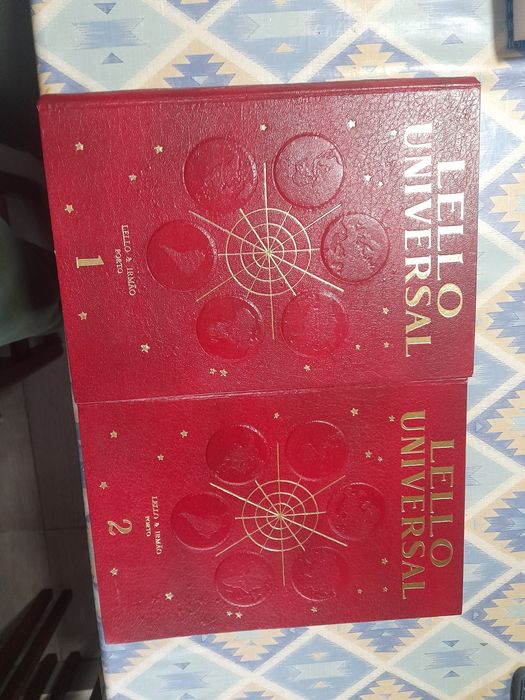 LELLO
UNIVERSAL
LELLO & IRMÃO
PORTO
1
LELLO
UNIVERSAL
LELLO & IRMÃO
PORTO
2